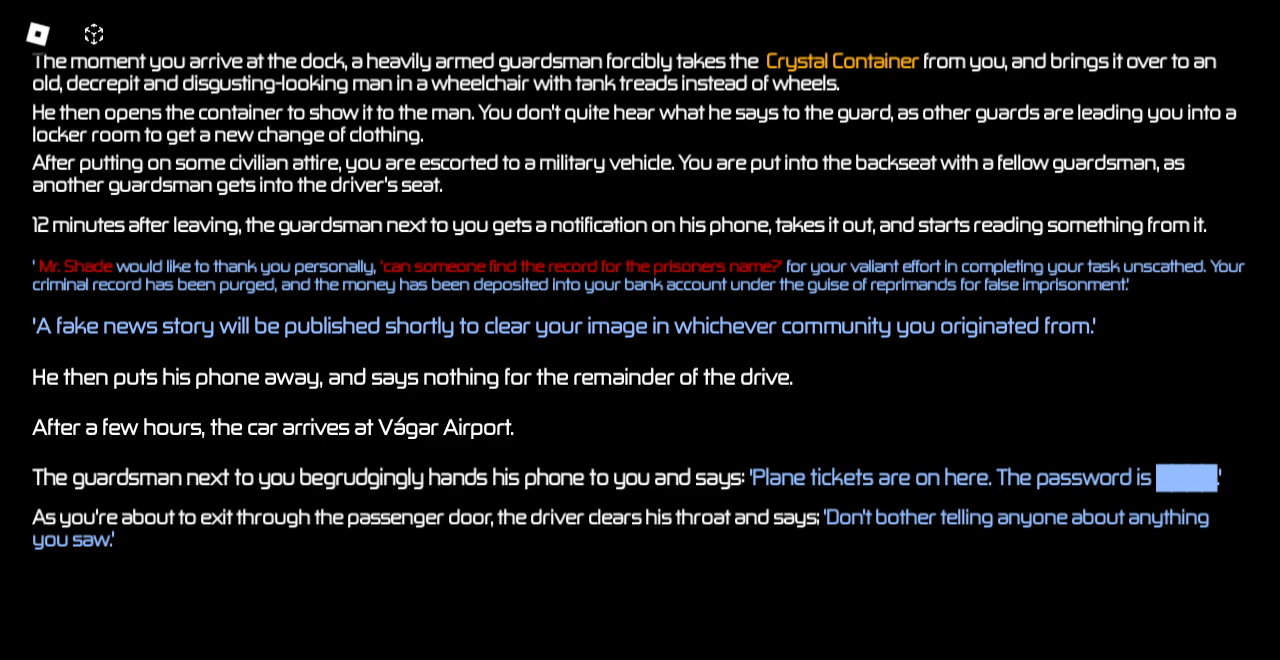 The moment you arrive at the dock, a heavily armed guardsman forcibly takes the Crystal Container from you, and brings it over to an
old, decrepit and disgusting-looking man in a wheelchair with tank treads instead of wheels.
He then opens the container to show it to the man. You don't quite hear what he says to the guard, as other guards are leading you into a
locker room to get a new change of clothing.
After putting on some civilian attire, you are escorted to a military vehicle. You are put into the backseat with a fellow guardsman, as
another guardsman gets into the driver's seat.
12 minutes after leaving, the guardsman next to you gets a notification on his phone, takes it out, and starts reading something from it.
' Mr. Shade would like to thank you personally, 'can someone find the record for the prisoners name?' for your valiant effort in completing your task unscathed. Your
criminal record has been purged, and the money has been deposited into your bank account under the guise of reprimands for false imprisonment.'
'A fake news story will be published shortly to clear your image in whichever community you originated from.'
He then puts his phone away, and says nothing for the remainder of the drive.
After a few hours, the car arrives at Vágar Airport.
The guardsman next to you begrudgingly hands his phone to you and says: 'Plane tickets are on here. The password is █████.'
As you're about to exit through the passenger door, the driver clears his throat and says; 'Don't bother telling anyone about anything
you saw.'